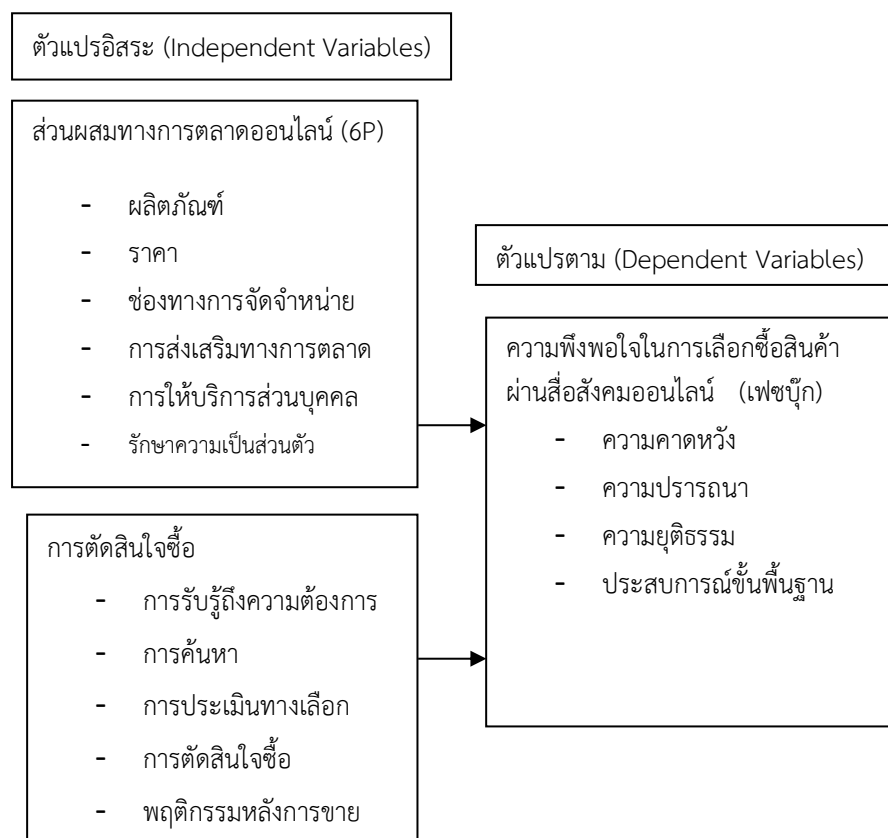 ตัวแปรอิสระ (Independent Variables)
ส่วนผสมทางการตลาดออนไลน์ (6P)
- ผลิตภัณฑ์
- ราคา
- ช่องทางการจัดจำหน่าย
- การส่งเสริมทางการตลาด
- การให้บริการส่วนบุคคล
- รักษาความเป็นส่วนตัว
การตัดสินใจซื้อ
- การรับรู้ถึงความต้องการ
- การค้นหา
- การประเมินทางเลือก
- การตัดสินใจซื้อ
- พฤติกรรมหลังการขาย
ตัวแปรตาม (Dependent Variables)
ความพึงพอใจในการเลือกซื้อสินค้า
ผ่านสื่อสังคมออนไลน์ (เฟซบุ๊ก)
- ความคาดหวัง
- ความปรารถนา
- ความยุติธรรม
- ประสบการณ์ขั้นพื้นฐาน